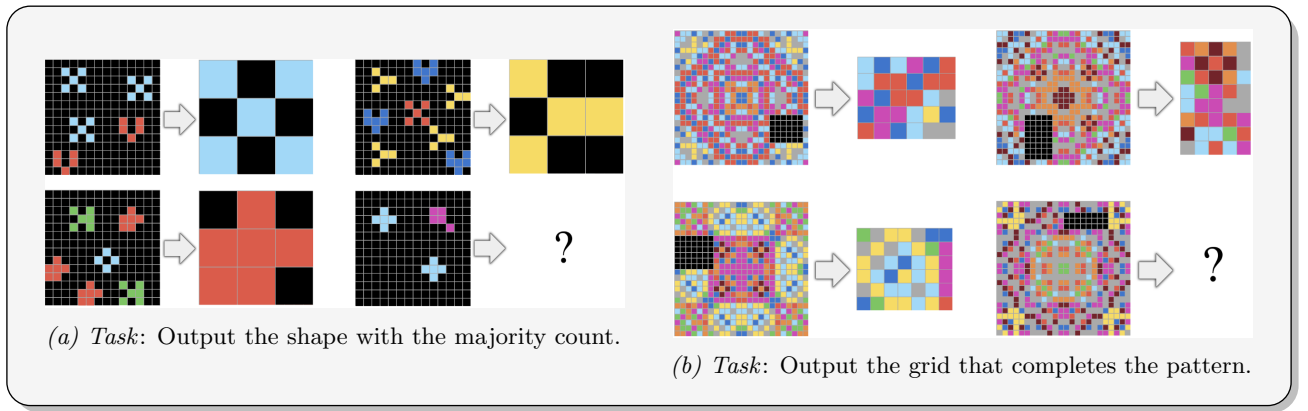 ?
?
(a) Task: Output the shape with the majority count.
(b) Task: Output the grid that completes the pattern.